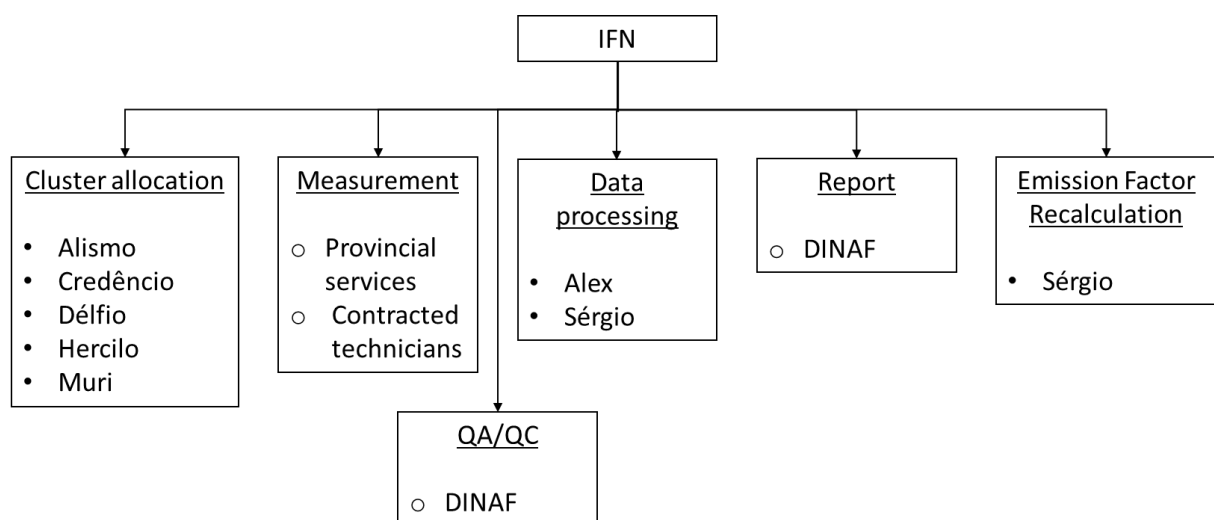 IFN
Cluster allocation
• Alismo
• Credêncio
• Délfio
• Hercilo
• Muri
Measurement
○ Provincial
services
○ Contracted
technicians
Data
processing
• Alex
• Sérgio
Report
○ DINAF
Emission Factor
Recalculation
• Sérgio
QA/QC
○ DINAF